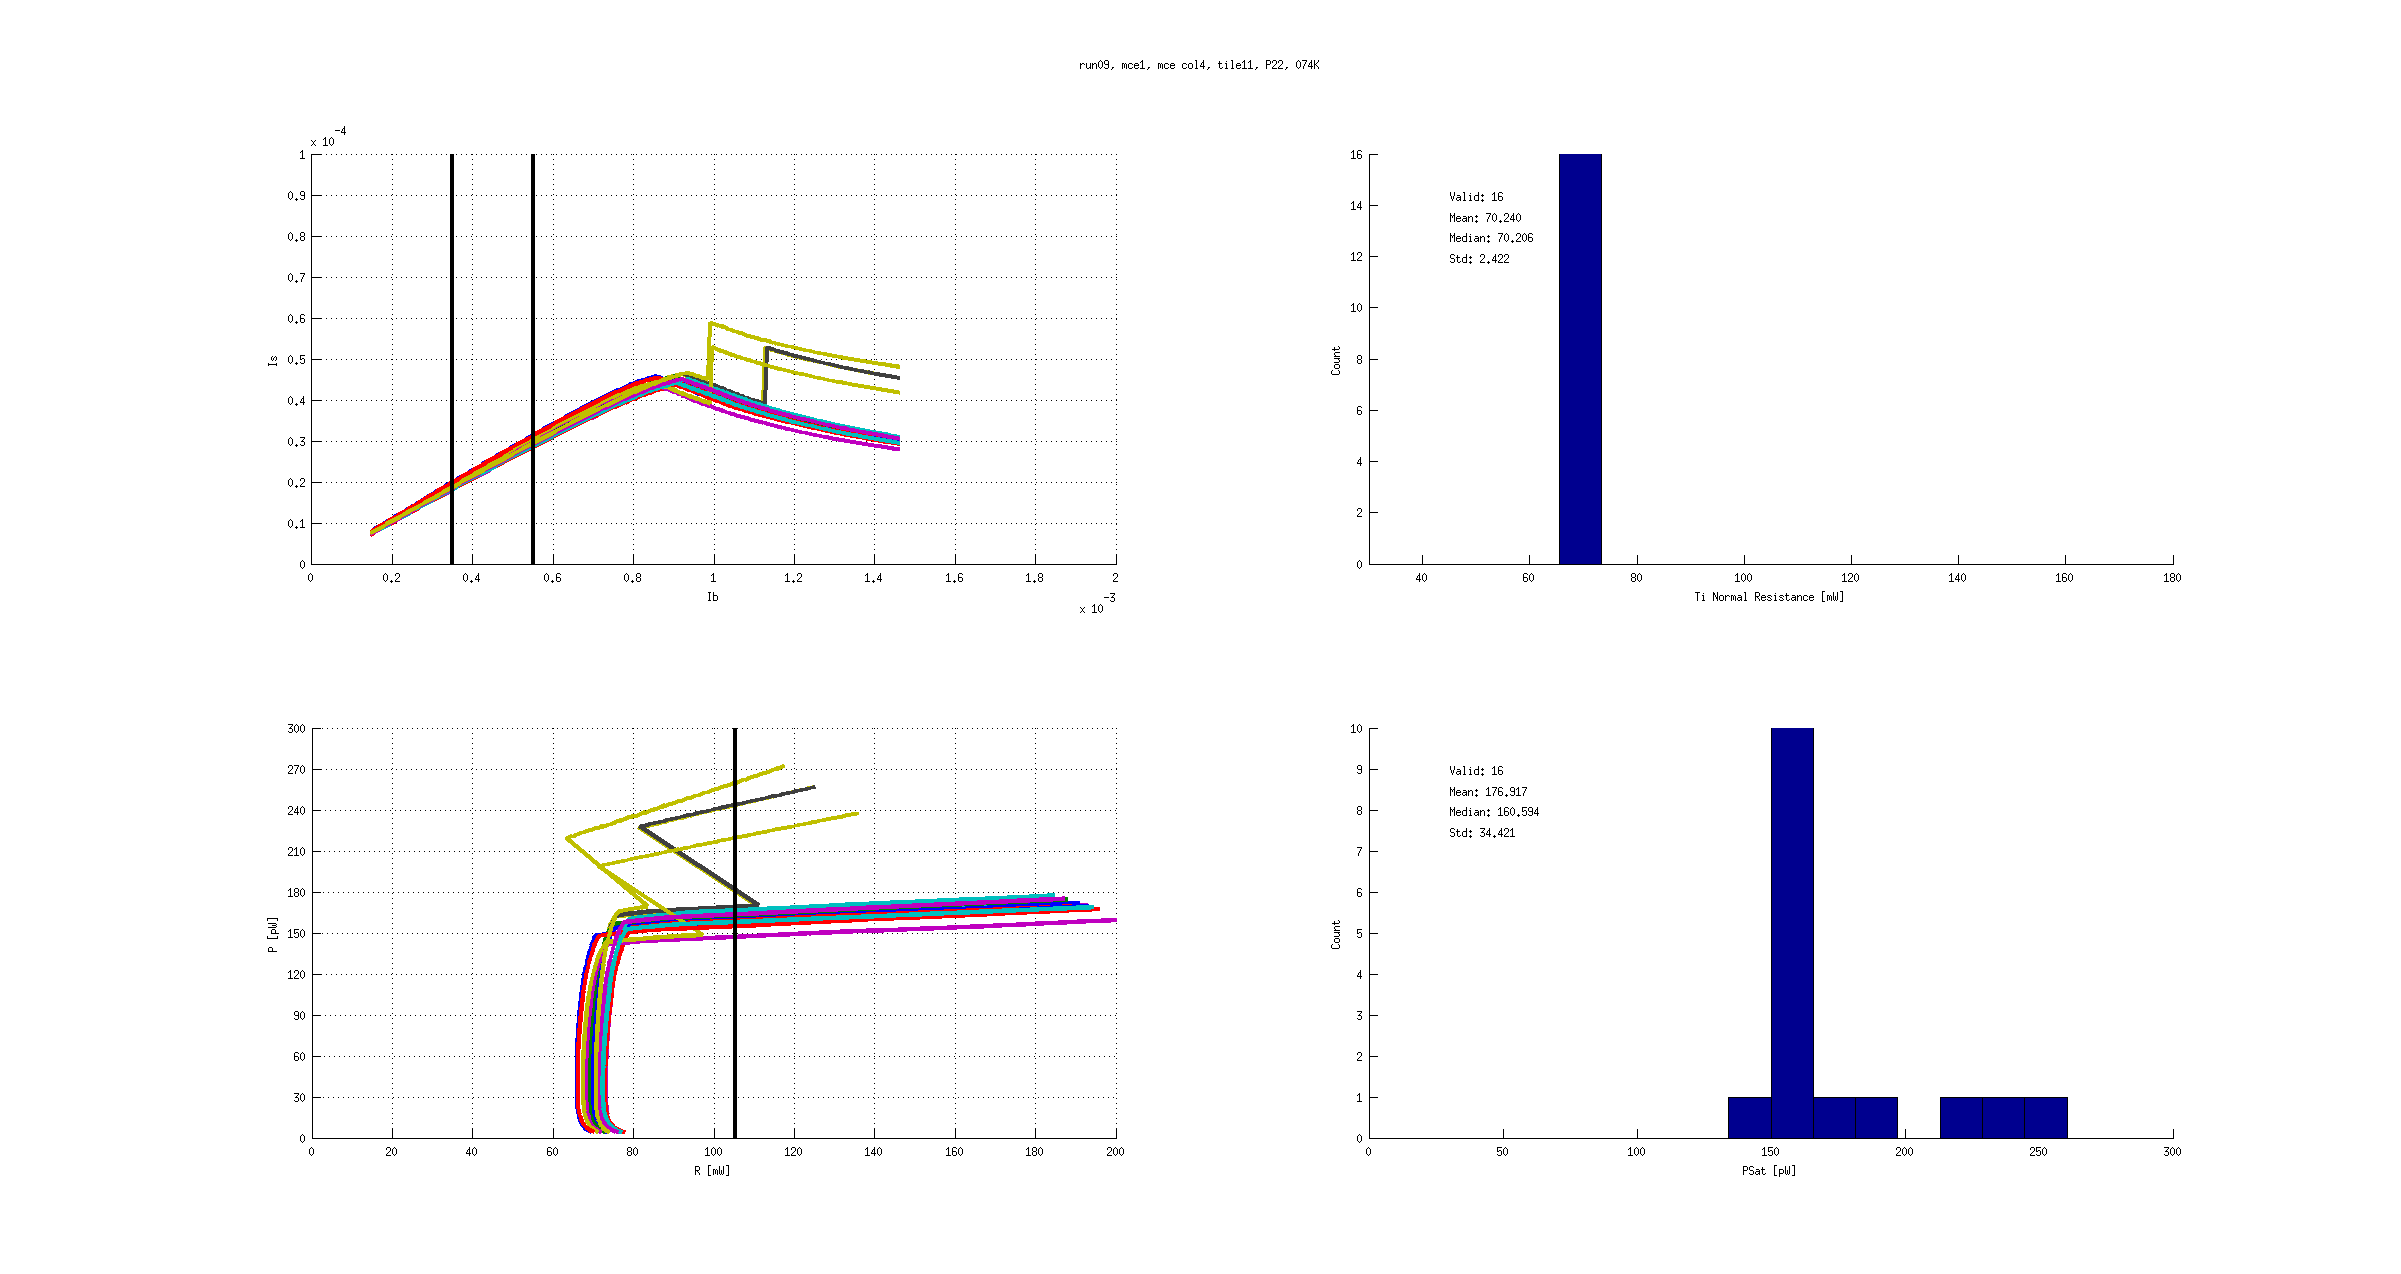 run09, mce1, mce col4, tile11, P22, 074K
x 10^-4
1
0.9
0.8
0.7
0.6
0.5
0.4
0.3
0.2
0.1
0
Is
0 0.2 0.4 0.6 0.8 1 1.2 1.4 1.6 1.8 2
Ib
x 10^-3
16
14
12
10
8
6
4
2
0
Count
Valid: 16
Mean: 70.240
Median: 70.206
Std: 2.422
40 60 80 100 120 140 160 180
Ti Normal Resistance [mW]
300
270
240
210
180
150
120
90
60
30
0
P [pW]
0 20 40 60 80 100 120 140 160 180 200
R [mW]
10
9
8
7
6
5
4
3
2
1
0
Count
Valid: 16
Mean: 176.917
Median: 160.594
Std: 34.421
0 50 100 150 200 250 300
PSat [pW]